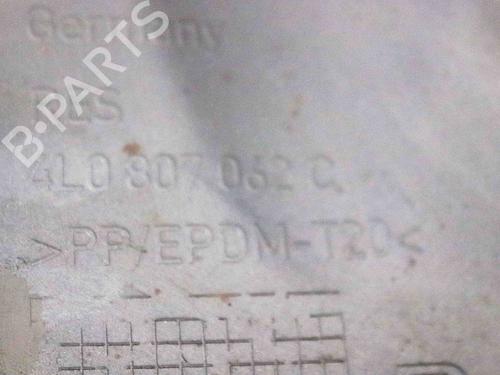 Germany
B-PARTS
4L0 807 062 C
>PP/EPDM-T20<